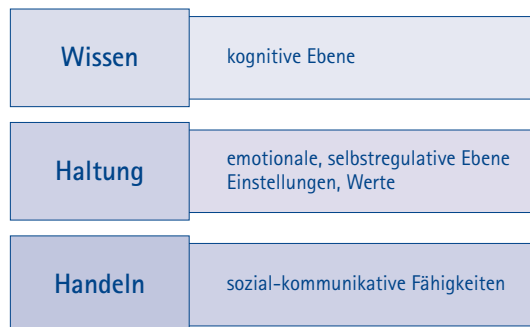 Wissen
kognitive Ebene
Haltung
emotionale, selbstregulative Ebene
Einstellungen, Werte
Handeln
sozial-kommunikative Fähigkeiten